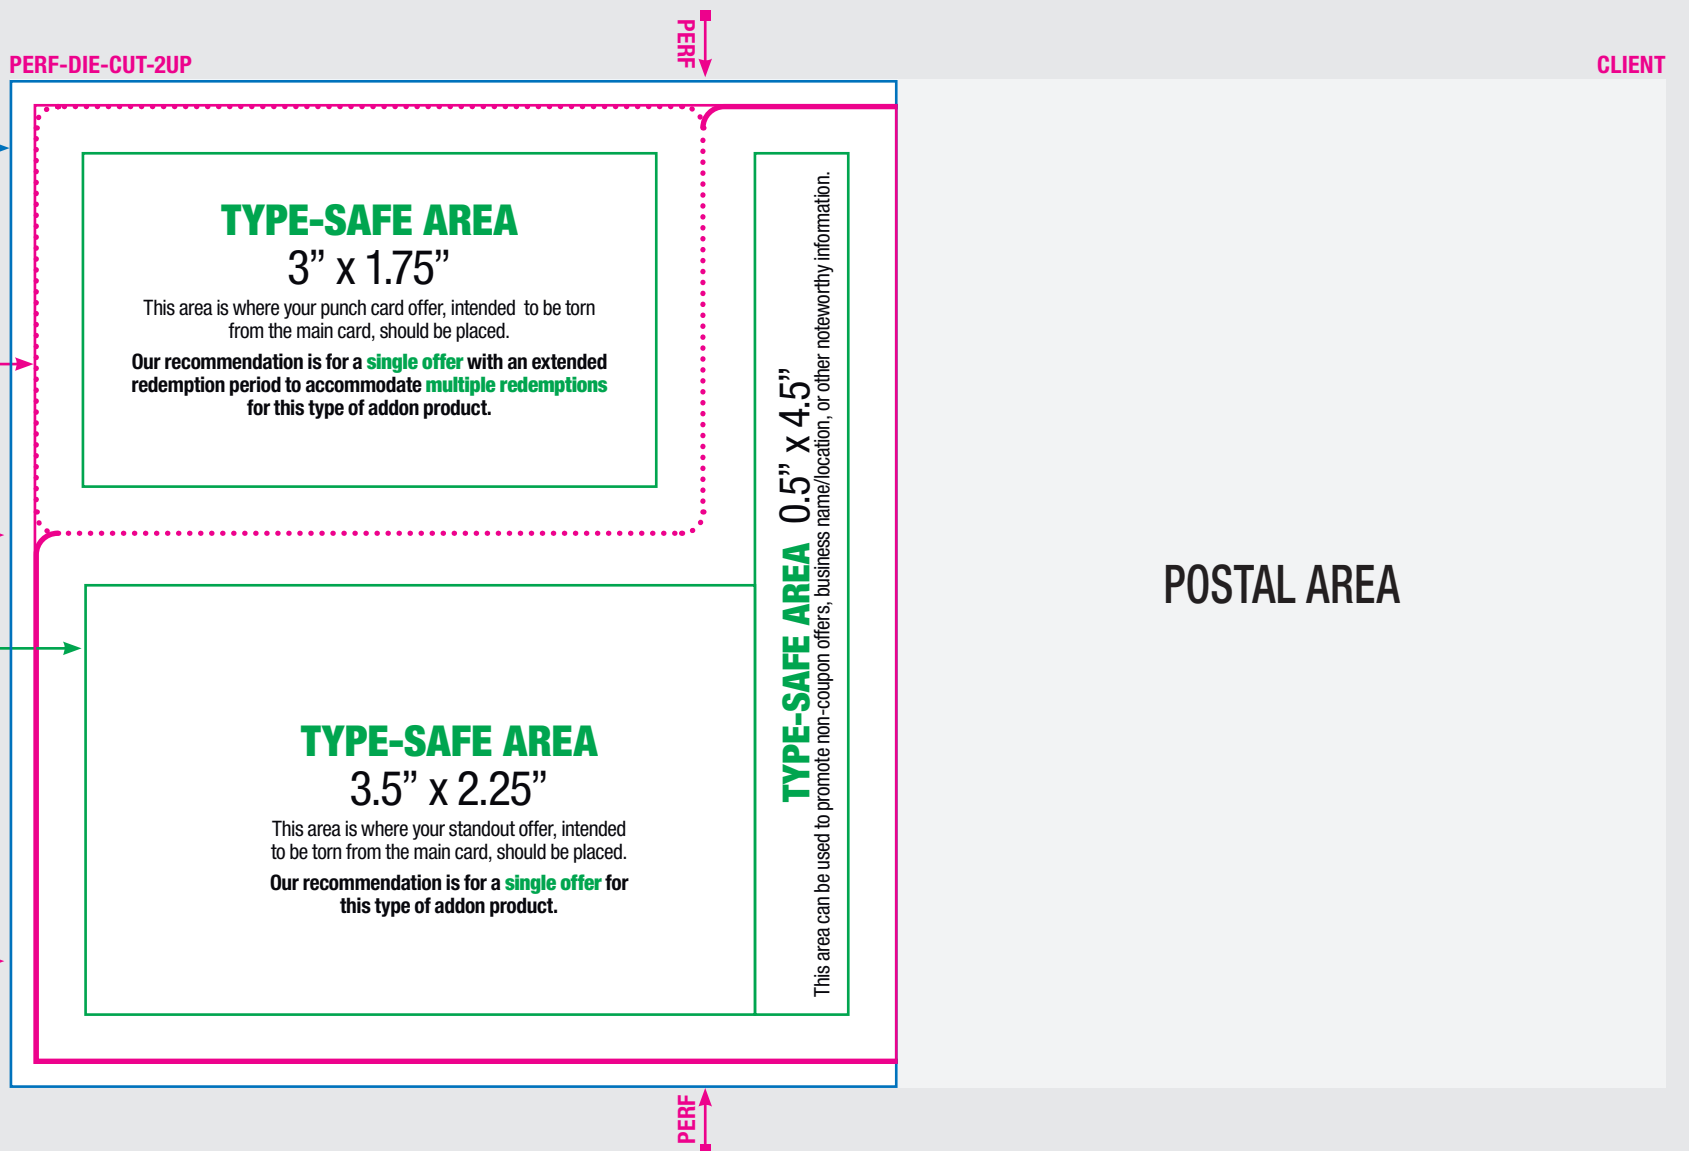 PERF
PERF-DIE-CUT-2UP
CLIENT
TYPE-SAFE AREA
3” x 1.75”
This area is where your punch card offer, intended  to be torn
from the main card, should be placed.
Our recommendation is for a single offer with an extended
redemption period to accommodate multiple redemptions
for this type of addon product.
TYPE-SAFE AREA 0.5” x 4.5”
This area can be used to promote non-coupon offers, business name/location, or other noteworthy information.
POSTAL AREA
TYPE-SAFE AREA
3.5” x 2.25”
This area is where your standout offer, intended
to be torn from the main card, should be placed.
Our recommendation is for a single offer for
this type of addon product.
PERF